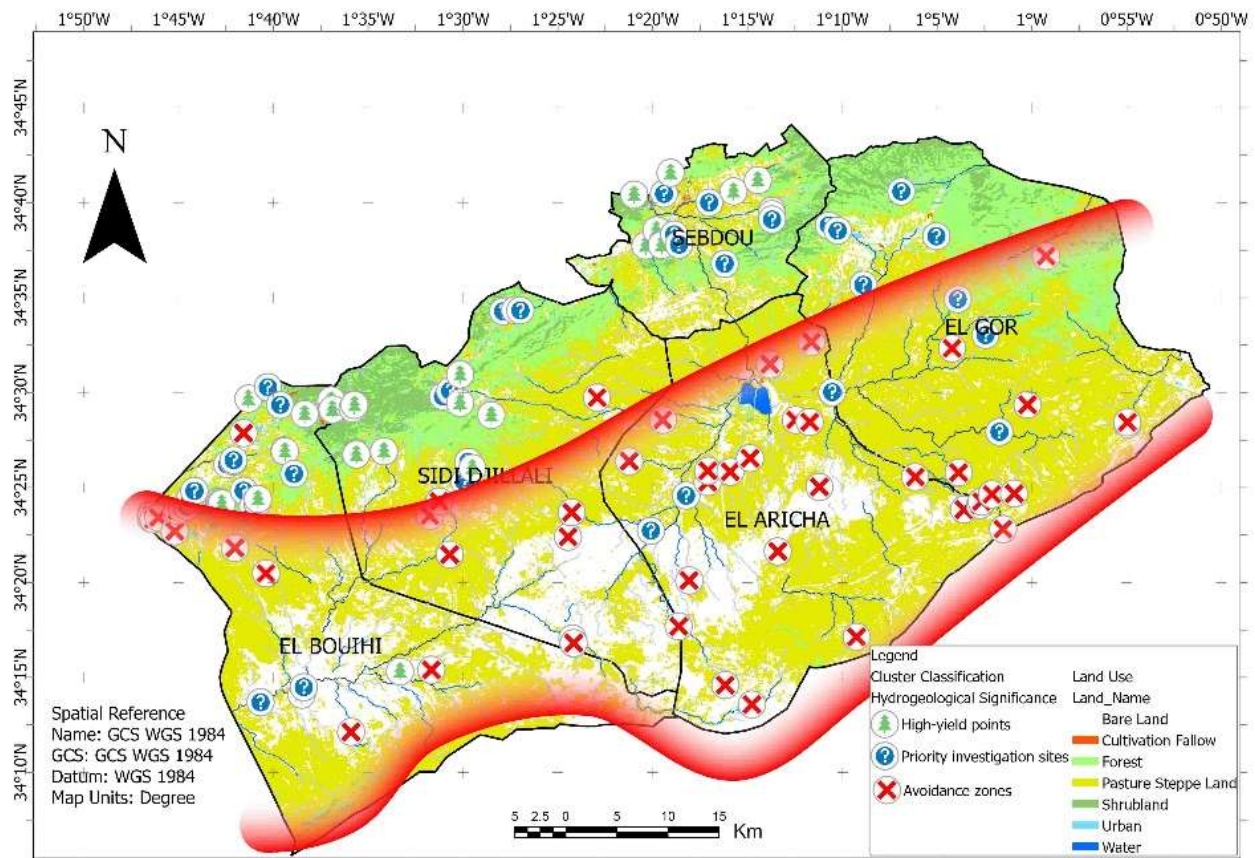 1°50'W 1°45'W 1°40'W 1°35'W 1°30'W 1°25'W 1°20'W 1°15'W 1°10'W 1°5'W 1°W 0°55'W 0°50'W
34°45'N
34°40'N
34°35'N
34°30'N
34°25'N
34°20'N
34°15'N
34°10'N
N
SEBDOU
EL GOR
SIDI DJILLALI
EL ARICHA
EL BOUIHI
Spatial Reference
Name: GCS WGS 1984
GCS: GCS WGS 1984
Datum: WGS 1984
Map Units: Degree
5 2.5 0 5 10 15
Km
Legend
Cluster Classification
Hydrogeological Significance
High-yield points
Priority investigation sites
Avoidance zones
Land Use
Land_Name
Bare Land
Cultivation Fallow
Forest
Pasture Steppe Land
Shrubland
Urban
Water